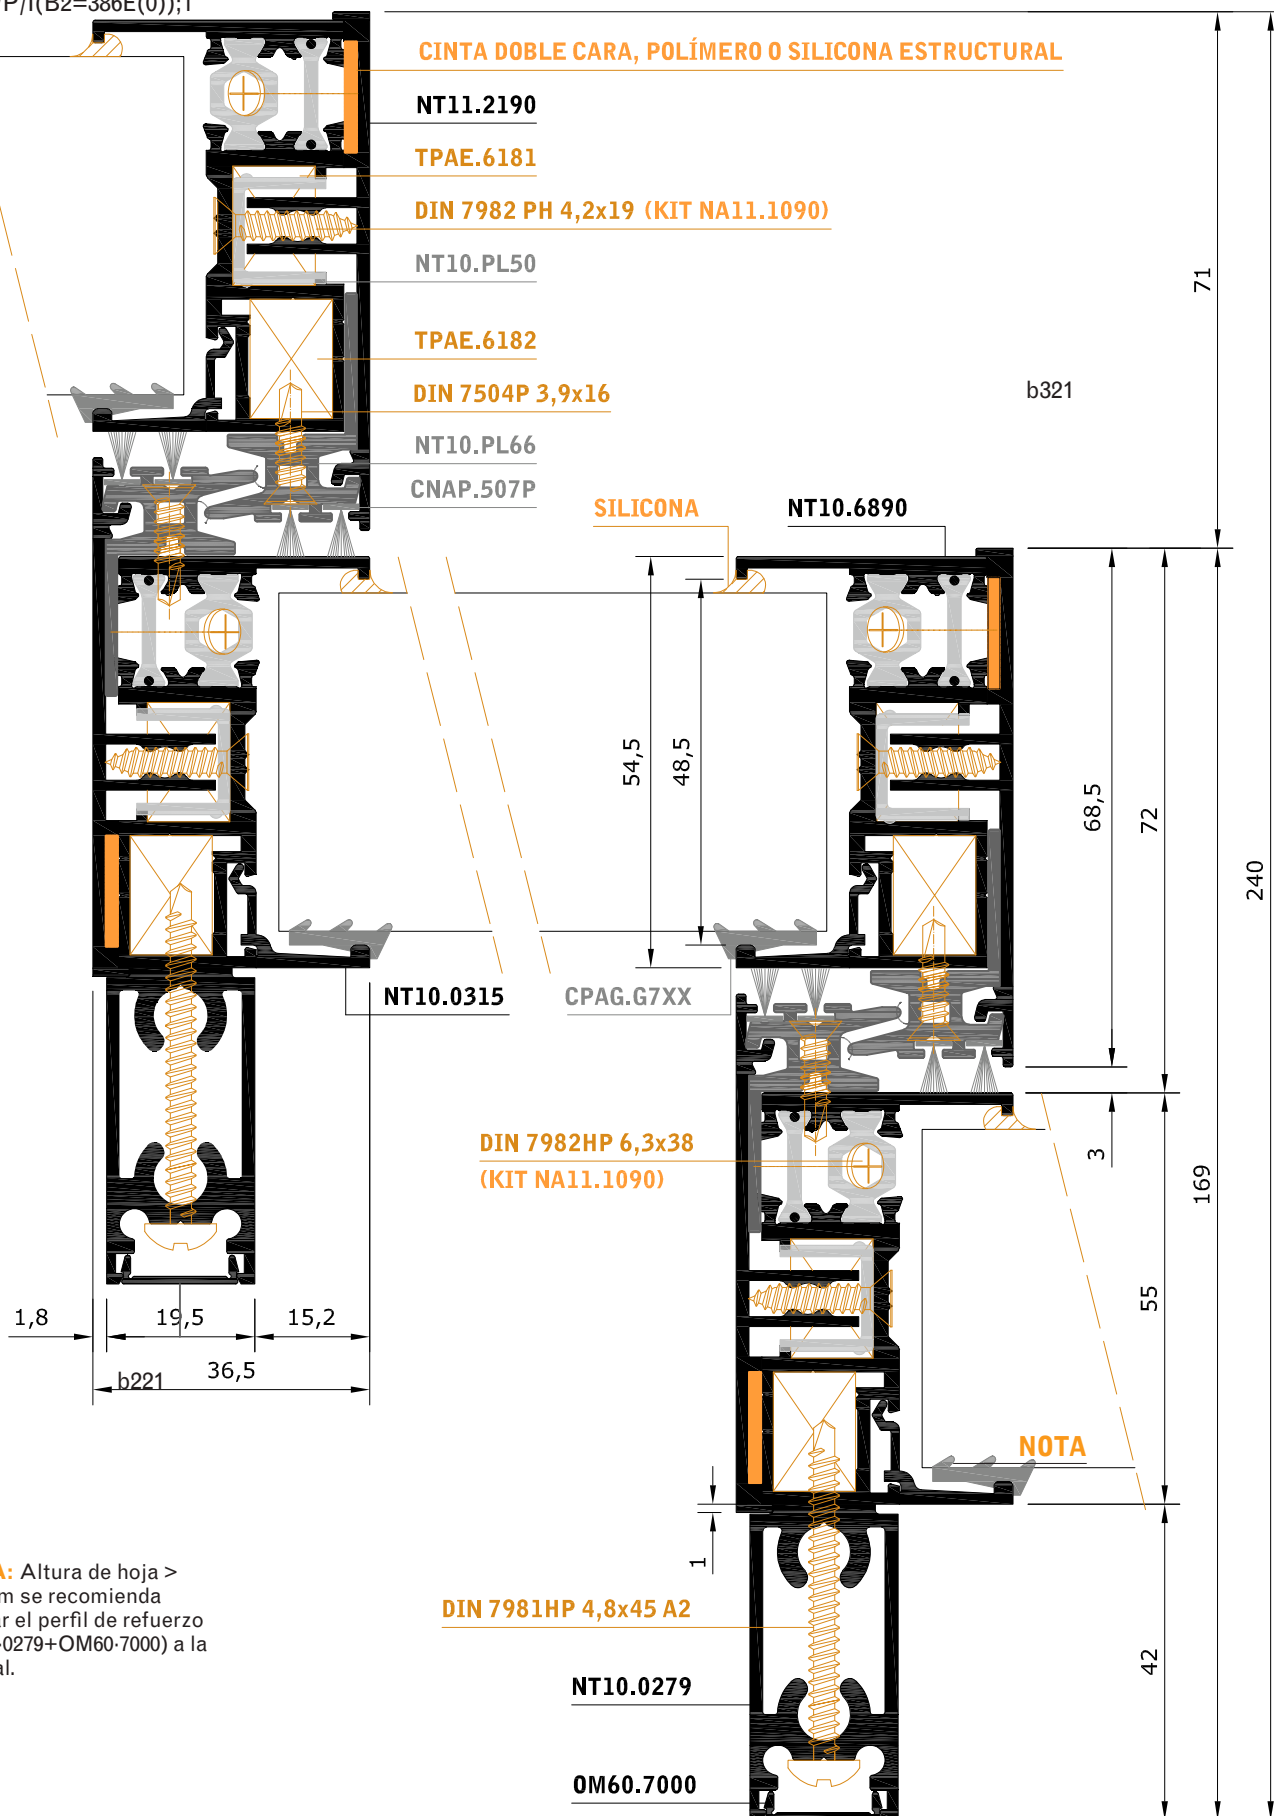 CINTA DOBLE CARA, POLÍMERO O SILICONA ESTRUCTURAL
NT11.2190
TPAE.6181
DIN 7982 PH 4,2x19 (KIT NA11.1090)
NT10.PL50
71
TPAE.6182
DIN 7504P 3,9x16
b321
NT10.PL66
CNAP.507P
SILICONA
NT10.6890
54,5
48,5
68,5
72
240
NT10.0315
CPAG.G7XX
DIN 7982HP 6,3x38
(KIT NA11.1090)
3
169
55
1,8
19,5
15,2
36,5
b221
NOTA
1
: Altura de hoja >
se recomienda
el perfil de refuerzo
0279+OM60·7000) a la
DIN 7981HP 4,8x45 A2
42
NT10.0279
OM60.7000